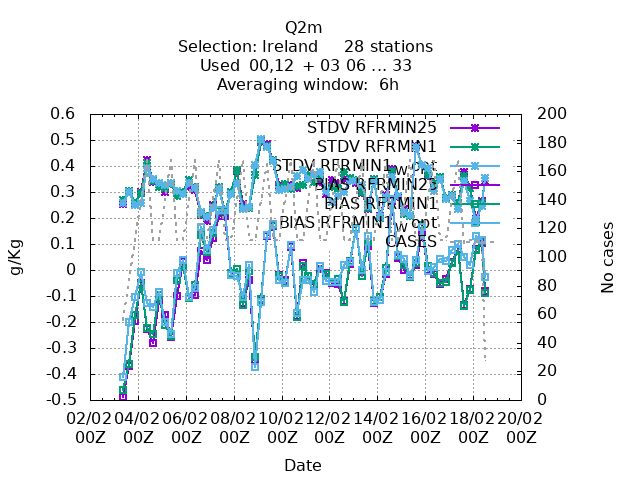 Q2m
Selection: Ireland 28 stations
Used 00,12 + 03 06 ... 33
Averaging window: 6h
0.6
0.5
0.4
0.3
0.2
0.1
0
-0.1
-0.2
-0.3
-0.4
-0.5
g/Kg
STDV RFRMIN25
STDV RFRMIN1
STDV RFRMIN1wopt
BIAS RFRMIN25
BIAS RFRMIN1
BIAS RFRMIN1wopt
CASES
200
180
160
140
120
100
80
60
40
20
0
No cases
02/02 04/02 06/02 08/02 10/02 12/02 14/02 16/02 18/02 20/02
00Z 00Z 00Z 00Z 00Z 00Z 00Z 00Z 00Z 00Z
Date